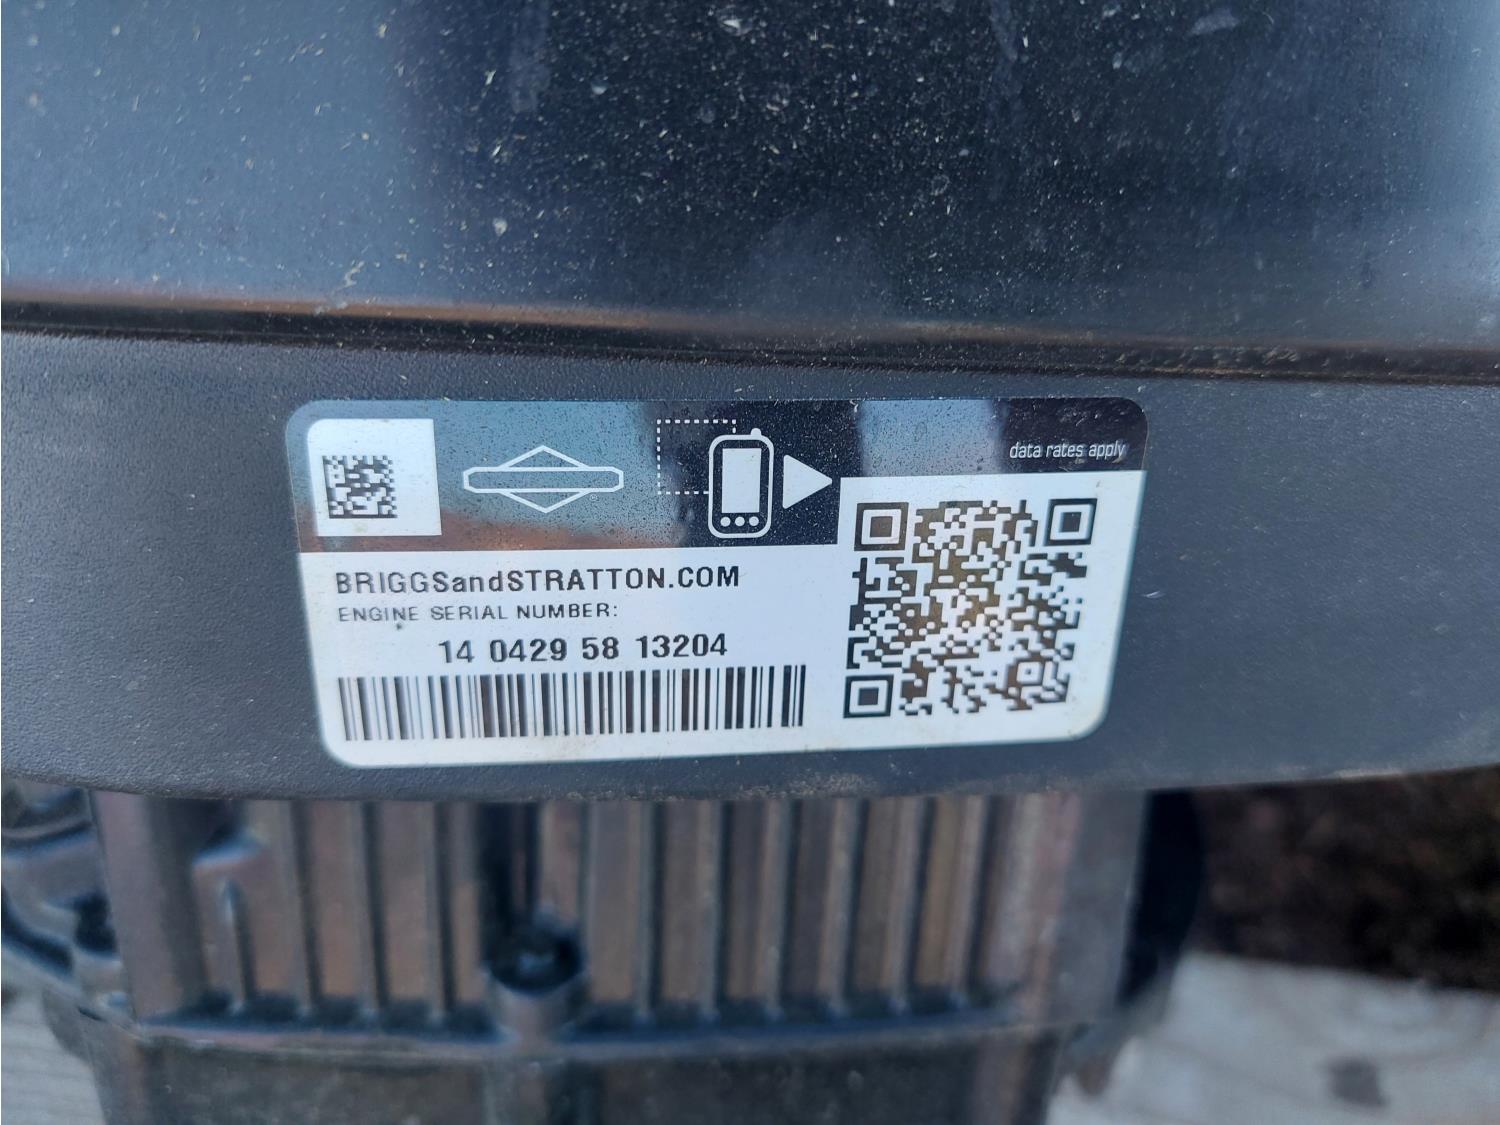 data rates apply
BRIGGSandSTRATTON.COM
ENGINE SERIAL NUMBER:
14 0429 58 13204